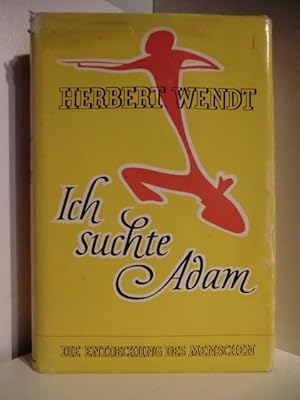 HERBERT WENDT
Ich
suchte
Adam
DIE ENTDECKUNG DES MENSCHEN